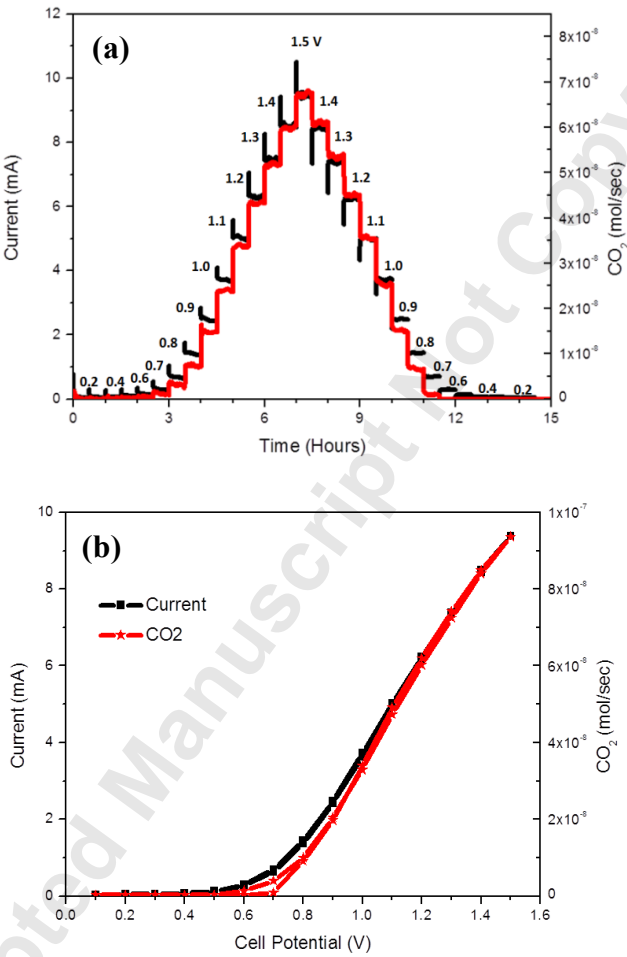 (a)
12
10
8
6
4
2
0
Current (mA)
8x10⁻⁸
7x10⁻⁸
6x10⁻⁸
5x10⁻⁸
4x10⁻⁸
3x10⁻⁸
2x10⁻⁸
1x10⁻⁸
0
CO₂ (mol/sec)
0.2 0.4 0.6 0.7 0.8 0.9 1.0 1.1 1.2 1.3 1.4 1.5 V 1.4 1.3 1.2 1.1 1.0 0.9 0.8 0.7 0.6 0.4 0.2
0 3 6 9 12 15
Time (Hours)
(b)
10
8
6
4
2
0
Current (mA)
Current
CO2
1x10⁻⁷
8x10⁻⁸
6x10⁻⁸
4x10⁻⁸
2x10⁻⁸
0
CO₂ (mol/sec)
0.0 0.2 0.4 0.6 0.8 1.0 1.2 1.4 1.6
Cell Potential (V)
pted Manuscript Not Copy